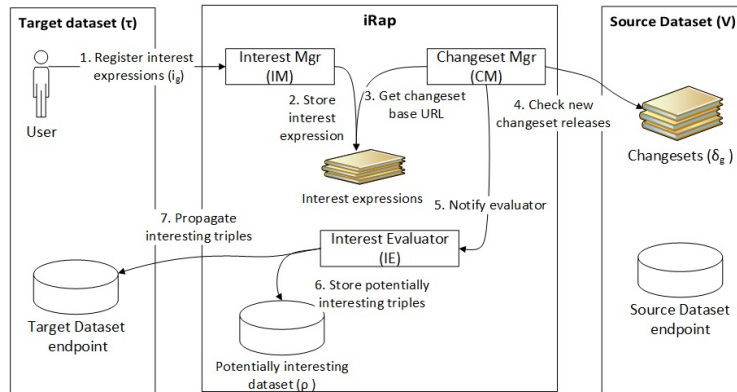 Target dataset (τ)
iRap
Source Dataset (V)
1. Register interest
expressions (ig)
Interest Mgr
(IM)
Changeset Mgr
(CM)
User
2. Store
interest
expression
3. Get changeset
base URL
4. Check new
changeset releases
Changesets (δg )
Interest expressions
5. Notify evaluator
7. Propagate
interesting triples
Interest Evaluator
(IE)
6. Store potentially
interesting triples
Target Dataset
endpoint
Source Dataset
endpoint
Potentially interesting
dataset (ρ )